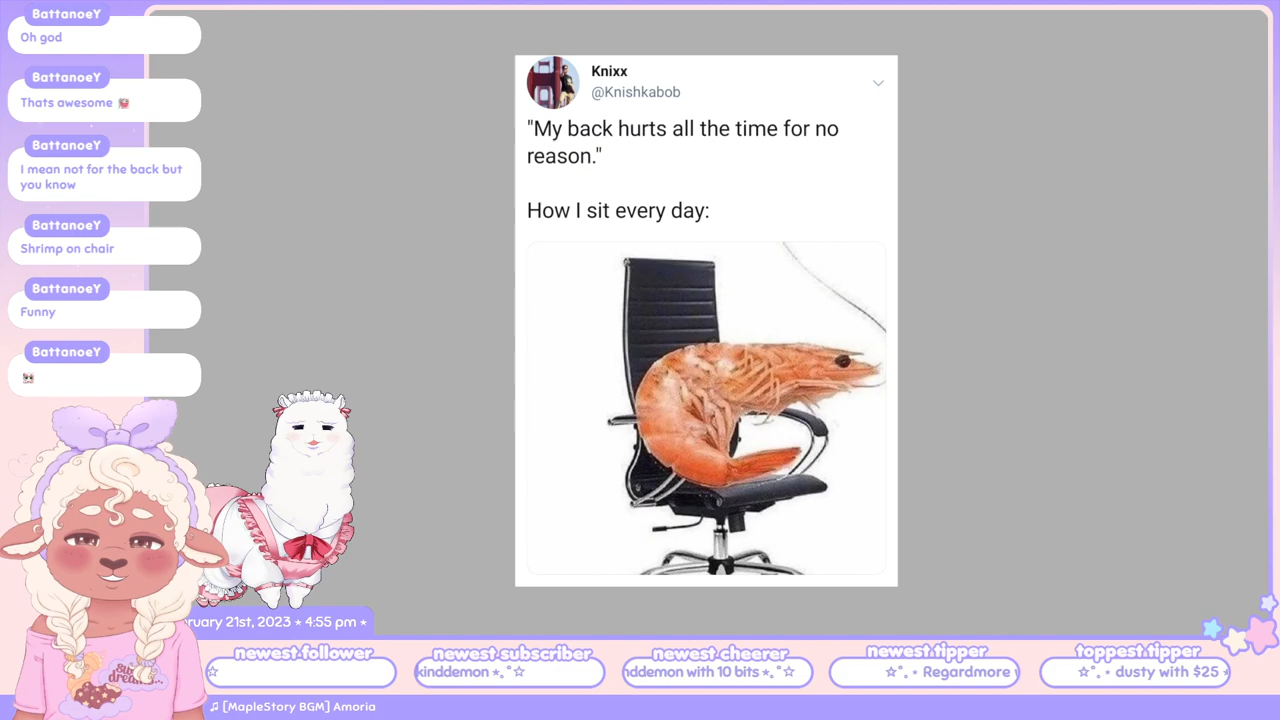 BattanoeY
Oh god
BattanoeY
Thats awesome
BattanoeY
I mean not for the back but
you know
BattanoeY
Shrimp on chair
BattanoeY
Funny
BattanoeY
Knixx
@Knishkabob
"My back hurts all the time for no
reason."
How I sit every day:
ruary 21st, 2023 ⋆ 4:55 pm ⋆
newest follower
☆
newest subscriber
kinddemon ⋆｡˚☆
newest cheerer
nddemon with 10 bits ⋆｡˚☆
newest tipper
☆˚｡⋆ Regardmore
toppest tipper
☆˚｡⋆ dusty with $25 ⋆
♫ [MapleStory BGM] Amoria